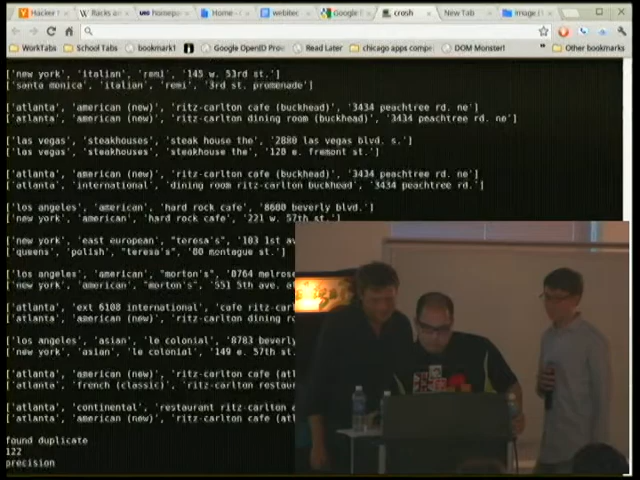 Hacker
Racks an
homep
Home -
webitec
Google
crosh
New Tab
Image
WorkTabs
School Tabs
bookmark1
Google OpenID Pro
Read Later
chicago apps compe
DOM Monster!
Other bookmarks
['new york', 'italian', 'remi', '145 w. 53rd st.']
['santa monica', 'italian', 'remi', '3rd st. promenade']
['atlanta', 'american (new)', 'ritz-carlton cafe (buckhead)', '3434 peachtree rd. ne']
['atlanta', 'american (new)', 'ritz-carlton dining room (buckhead)', '3434 peachtree rd. ne']
['las vegas', 'steakhouses', 'steak house the', '2880 las vegas blvd. s.']
['las vegas', 'steakhouses', 'steak house the', '128 e. fremont st.']
['atlanta', 'american (new)', 'ritz-carlton cafe (buckhead)', '3434 peachtree rd. ne']
['atlanta', 'international', 'dining room ritz-carlton buckhead', '3434 peachtree rd.']
['los angeles', 'american', 'hard rock cafe', '8600 beverly blvd.']
['new york', 'american', 'hard rock cafe', '221 w. 57th st.']
['new york', 'east european', "teresa's", '103 1st av
['queens', 'polish', "teresa's", '80 montague st.']
['los angeles', 'american', "morton's", '8764 melrose
['new york', 'american', "morton's", '551 5th ave. a
['atlanta', 'ext 6108 international', 'cafe ritz-car
['atlanta', 'american (new)', 'ritz-carlton dining ro
['los angeles', 'asian', 'le colonial', '8783 beverly
['new york', 'asian', 'le colonial', '149 e. 57th st.
['atlanta', 'american (new)', 'ritz-carlton cafe (atl
['atlanta', 'french (classic)', 'ritz-carlton restaur
['atlanta', 'continental', 'restaurant ritz-carlton a
['atlanta', 'american (new)', 'ritz-carlton cafe (atl
found duplicate
122
precision